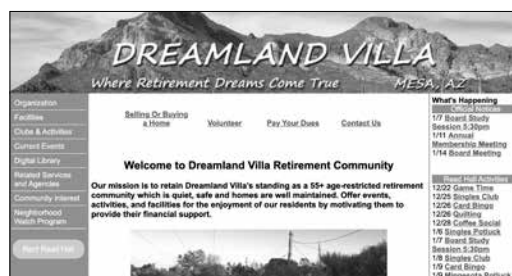 DREAMLAND VILLA
Where Retirement Dreams Come True
MESA, AZ
Organization
Facilities
Clubs & Activities
Current Events
Digital Library
Related Services
and Agencies
Community Interest
Neighborhood
Watch Program
Rent Read Hall
Selling Or Buying
a Home
Volunteer
Pay Your Dues
Contact Us
Welcome to Dreamland Villa Retirement Community
Our mission is to retain Dreamland Villa's standing as a 55+ age-restricted retirement
community which is quiet, safe and homes are well maintained. Offer events,
activities, and facilities for the enjoyment of our residents by motivating them to
provide their financial support.
What's Happening
Official Notices
1/7 Board Study
Session 5:30pm
1/11 Annual
Membership Meeting
1/14 Board Meeting
Read Hall Activities
12/22 Game Time
12/25 Singles Club
12/26 Card Bingo
12/26 Quilting
12/28 Coffee Social
1/6 Singles Potluck
1/7 Board Study
Session 5:30pm
1/8 Singles Club
1/9 Card Bingo
1/9 Minnesota Potluck